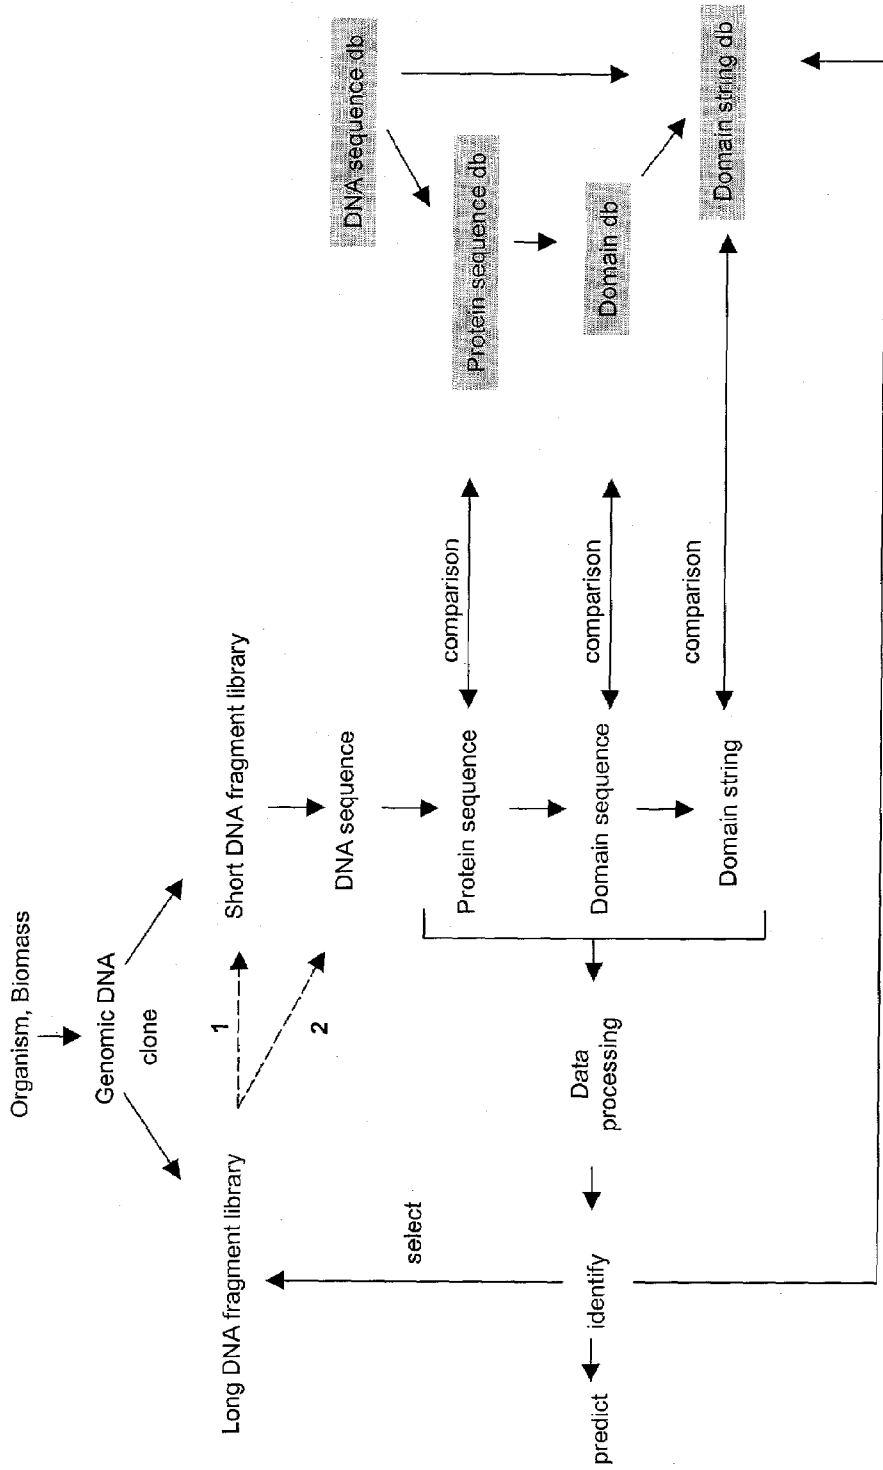 Organism, Biomass
Genomic DNA
clone
Long DNA fragment library
1
Short DNA fragment library
2
DNA sequence
DNA sequence db
select
comparison
Protein sequence
Protein sequence db
predict
identify
Data
processing
comparison
Domain sequence
Domain db
comparison
Domain string
Domain string db